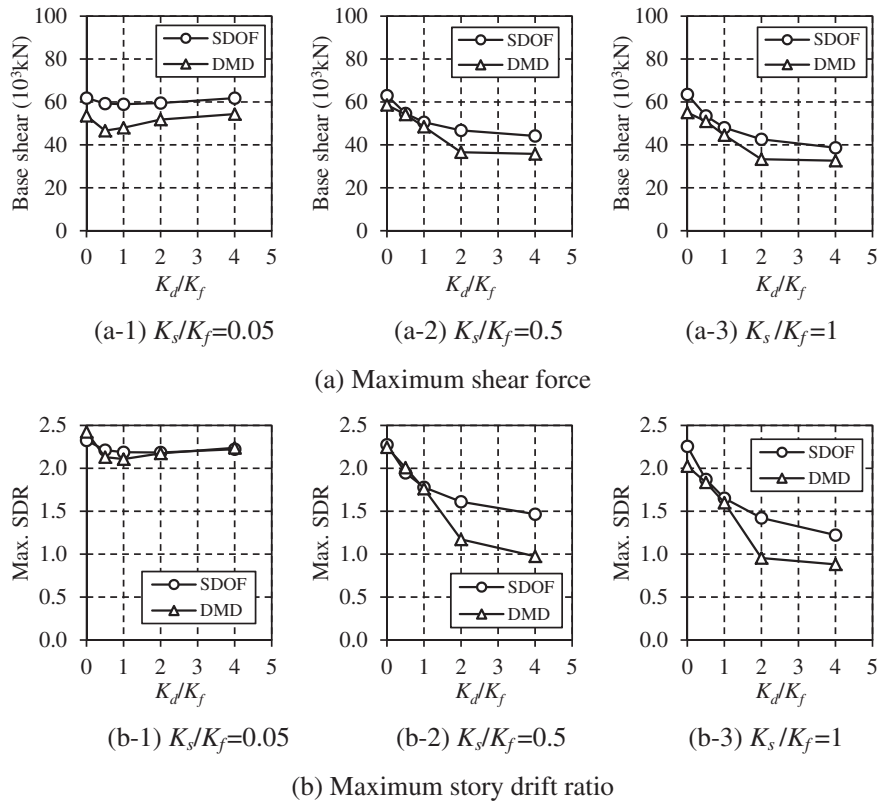 Base shear (10³kN)
100
80
60
40
20
0
SDOF
DMD
0 1 2 3 4 5
K_d/K_f
(a-1) K_s/K_f=0.05
Base shear (10³kN)
100
80
60
40
20
0
SDOF
DMD
0 1 2 3 4 5
K_d/K_f
(a-2) K_s/K_f=0.5
Base shear (10³kN)
100
80
60
40
20
0
SDOF
DMD
0 1 2 3 4 5
K_d/K_f
(a-3) K_s/K_f=1
(a) Maximum shear force
Max. SDR
2.5
2.0
1.5
1.0
0.5
0.0
SDOF
DMD
0 1 2 3 4 5
K_d/K_f
(b-1) K_s/K_f=0.05
Max. SDR
2.5
2.0
1.5
1.0
0.5
0.0
SDOF
DMD
0 1 2 3 4 5
K_d/K_f
(b-2) K_s/K_f=0.5
Max. SDR
2.5
2.0
1.5
1.0
0.5
0.0
SDOF
DMD
0 1 2 3 4 5
K_d/K_f
(b-3) K_s/K_f=1
(b) Maximum story drift ratio